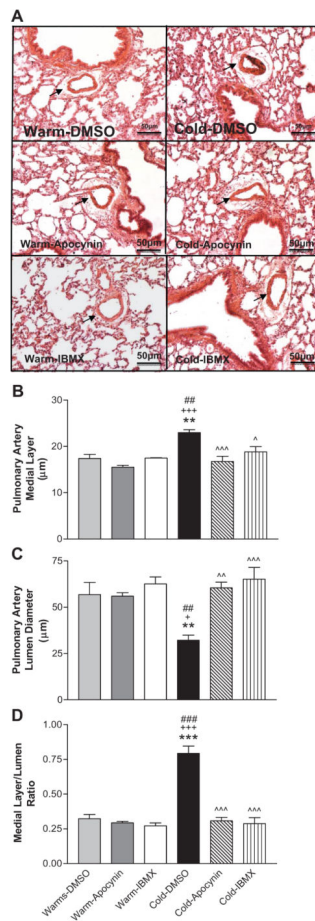 A
50μm
50μm
Warm-DMSO
Cold-DMSO
50μm
50μm
Warm-Apocynin
Cold-Apocynin
50μm
50μm
Warm-IBMX
Cold-IBMX
B
Pulmonary Artery
Medial Layer
(μm)
30
20
10
0
##
+++
**
^^^
^
C
Pulmonary Artery
Lumen Diameter
(μm)
75
50
25
0
##
+
**
^^
^^^
D
Medial Layer/Lumen
Ratio
1.00
0.75
0.50
0.25
0.00
###
+++
***
^^^
^^^
Warms-DMSO
Warm-Apocynin
Warm-IBMX
Cold-DMSO
Cold-Apocynin
Cold-IBMX